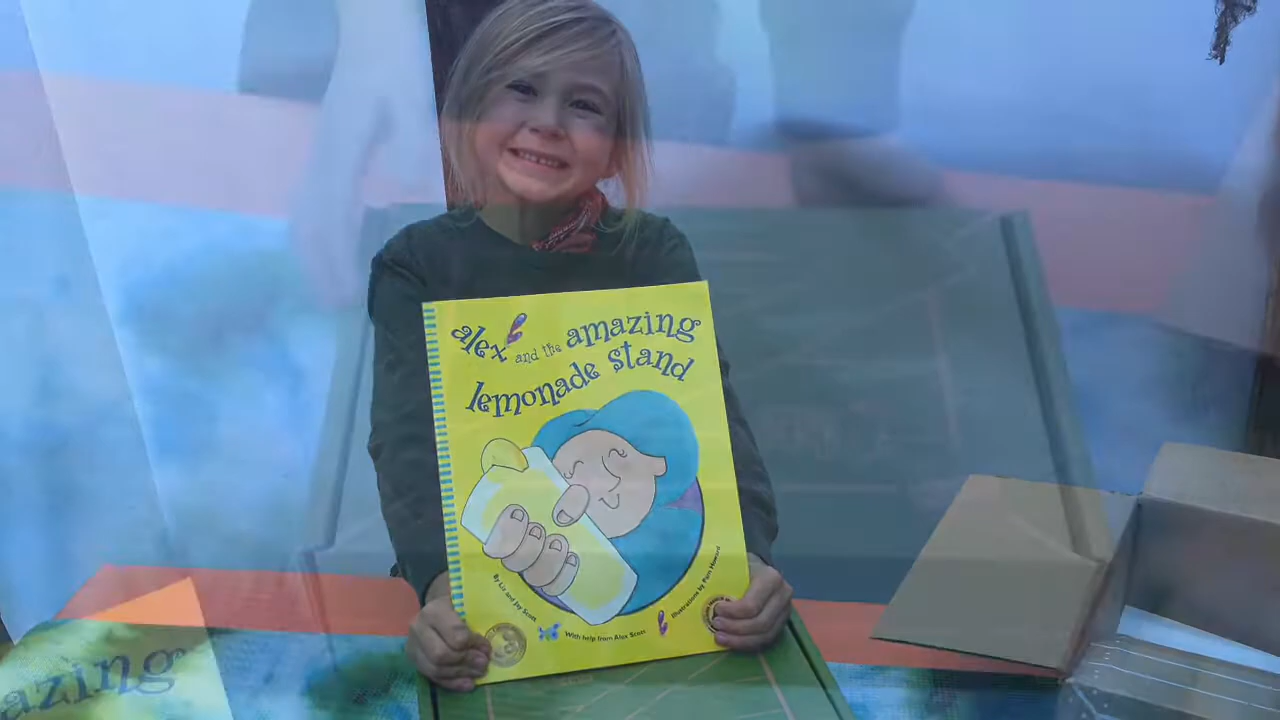 alex and the amazing
lemonade stand
By Liz and Jay Scott
With help from Alex Scott
Illustrations by Pam Howard
azing